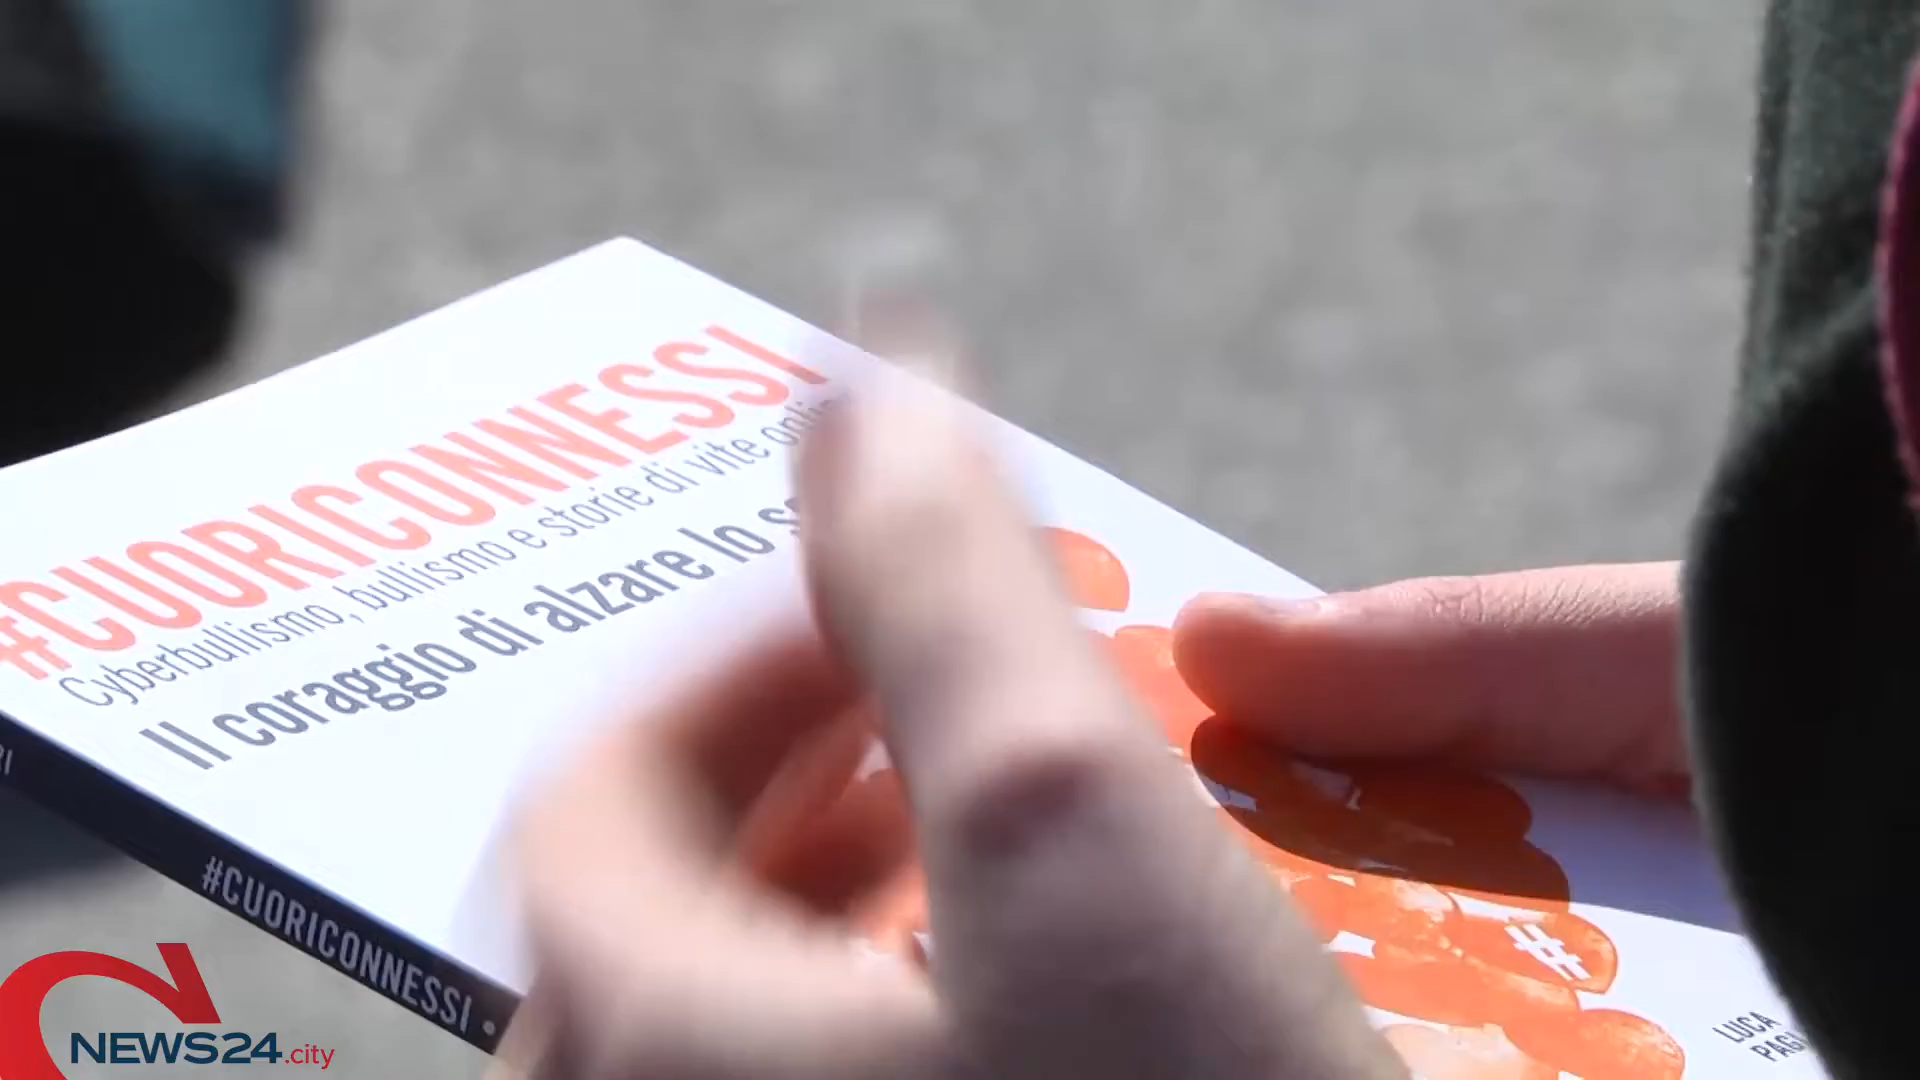 #CUORICONNESSI
Cyberbullismo, bullismo e storie di vite
Il coraggio di alzare lo
#CUORICONNESSI •
#
LUCA
NEWS24.city